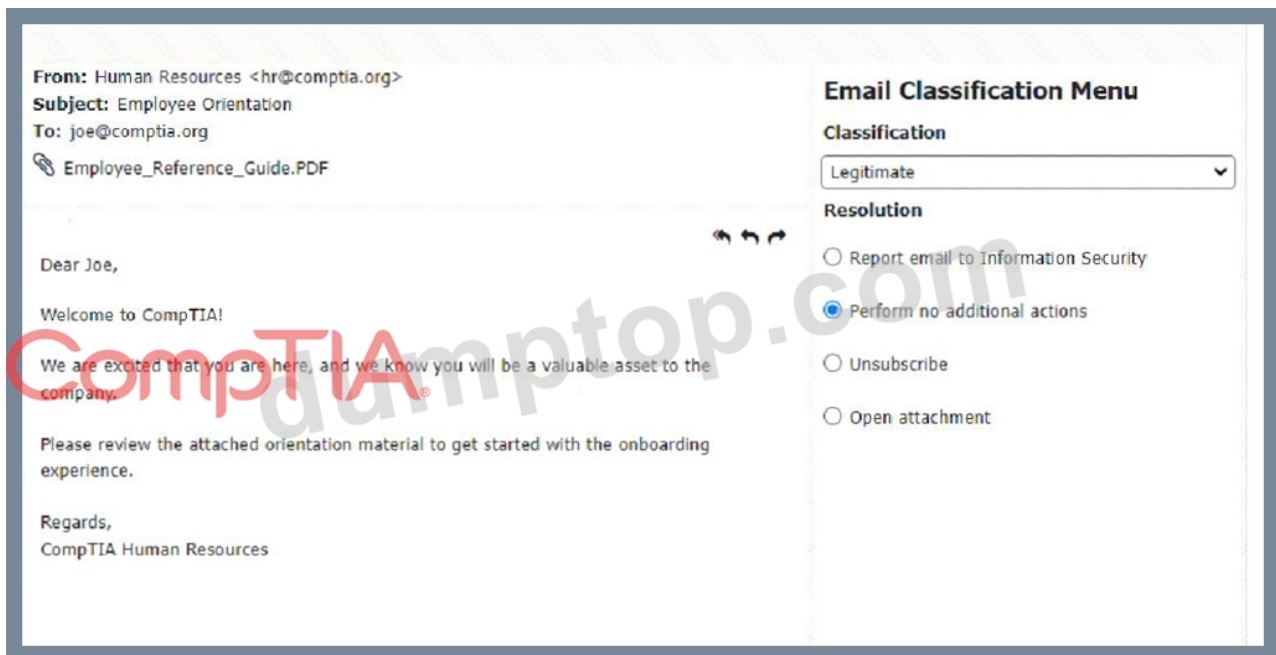 From: Human Resources <hr@comptia.org>
Subject: Employee Orientation
To: joe@comptia.org
Employee_Reference_Guide.PDF
Dear Joe,
Welcome to CompTIA!
We are excited that you are here, and we know you will be a valuable asset to the
company.
Please review the attached orientation material to get started with the onboarding
experience.
Regards,
CompTIA Human Resources
Email Classification Menu
Classification
Legitimate
Resolution
Report email to Information Security
Perform no additional actions
Unsubscribe
Open attachment
CompTIA®
dumptop.com